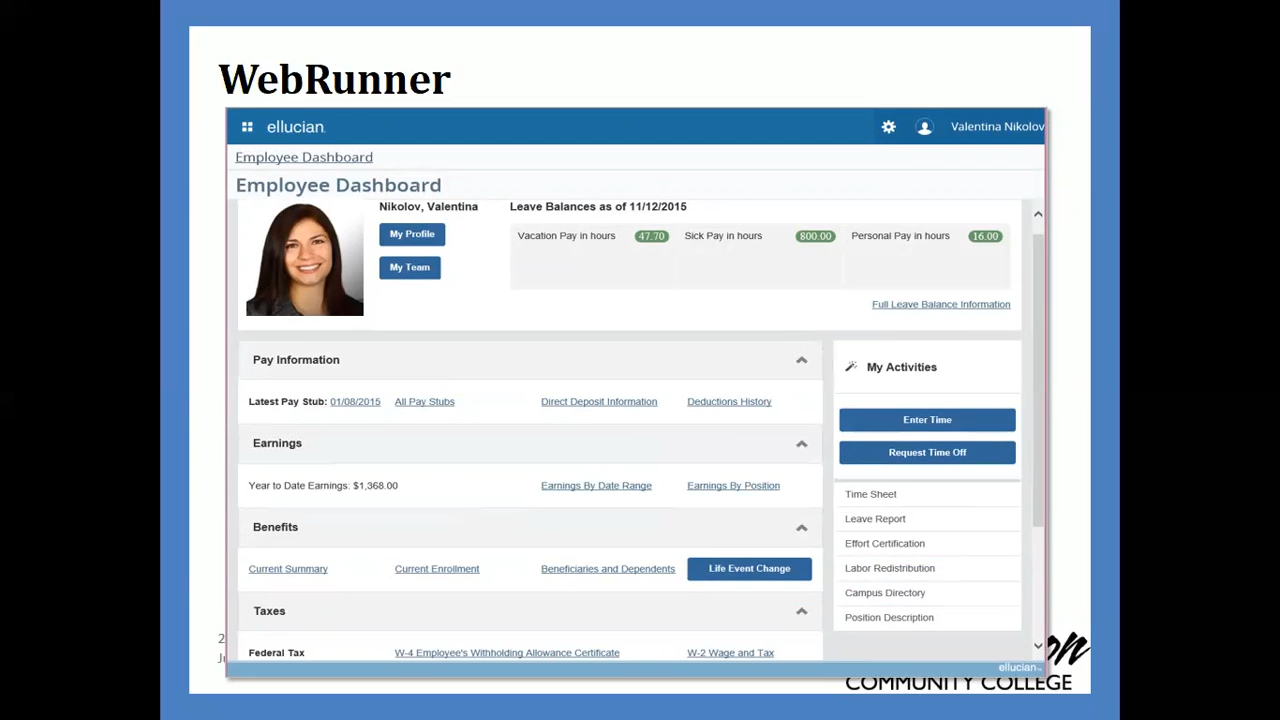 WebRunner
ellucian.
Valentina Nikolov
Employee Dashboard
Employee Dashboard
Nikolov, Valentina
My Profile
My Team
Leave Balances as of 11/12/2015
Vacation Pay in hours 47.70 Sick Pay in hours 800.00 Personal Pay in hours 16.00
Full Leave Balance Information
Pay Information
Latest Pay Stub: 01/08/2015 All Pay Stubs Direct Deposit Information Deductions History
Earnings
Year to Date Earnings: $1,368.00 Earnings By Date Range Earnings By Position
Benefits
Current Summary Current Enrollment Beneficiaries and Dependents Life Event Change
Taxes
Federal Tax W-4 Employee's Withholding Allowance Certificate W-2 Wage and Tax
My Activities
Enter Time
Request Time Off
Time Sheet
Leave Report
Effort Certification
Labor Redistribution
Campus Directory
Position Description
ellucian
COMMUNITY COLLEGE